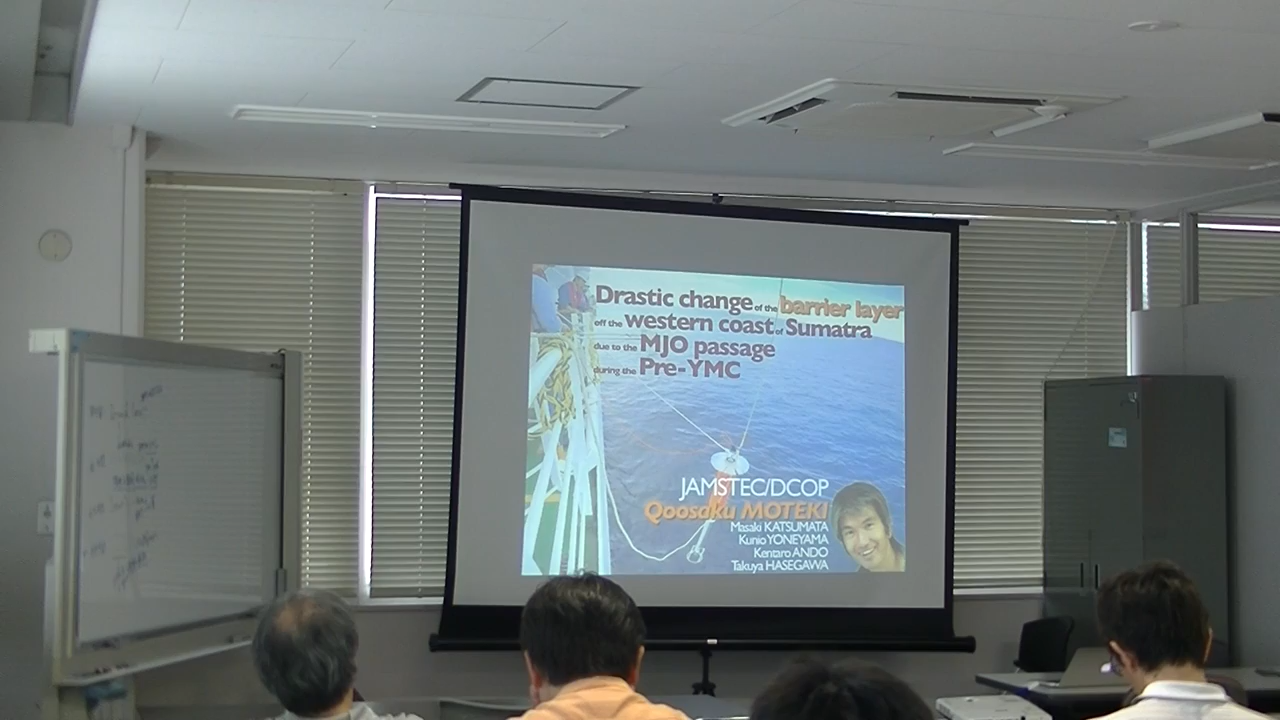 Drastic change of the barrier layer
off the western coast of Sumatra
due to the MJO passage
during the Pre-YMC
JAMSTEC/DCOP
Qoosaku MOTEKI
Masaki KATSUMATA
Kunio YONEYAMA
Kentaro ANDO
Takuya HASEGAWA